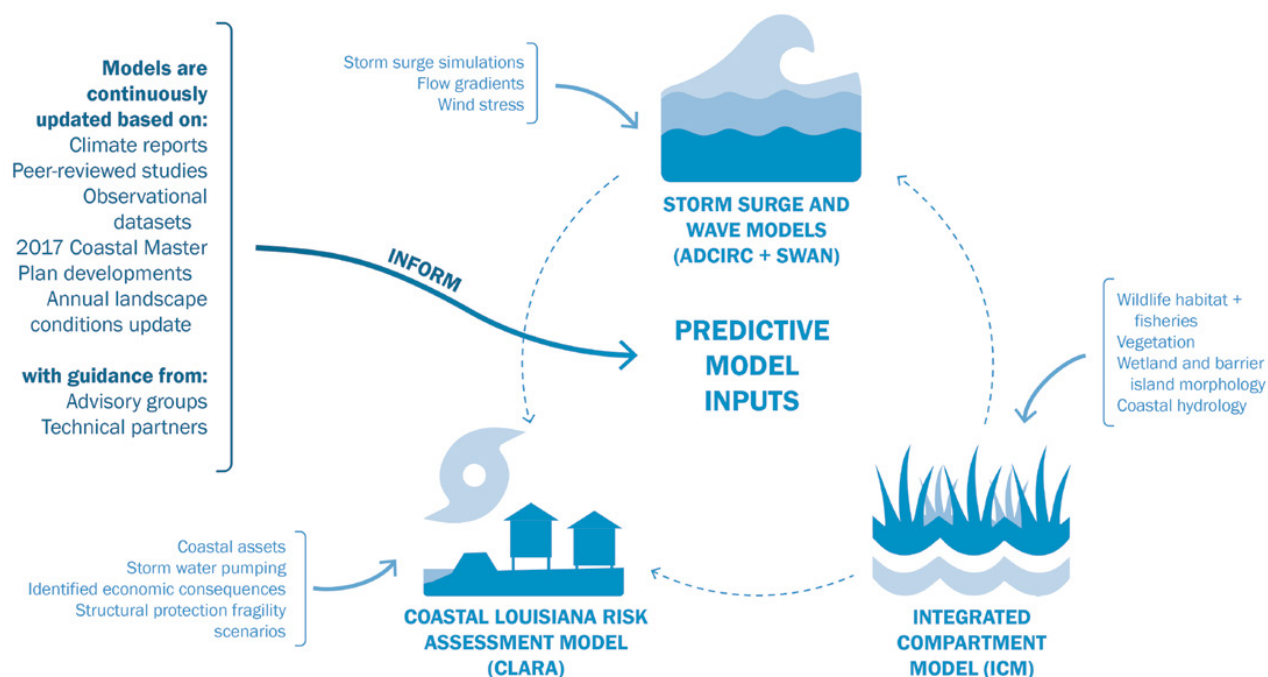 Models are
continuously
updated based on:
Climate reports
Peer-reviewed studies
Observational
datasets
2017 Coastal Master
Plan developments
Annual landscape
conditions update
with guidance from:
Advisory groups
Technical partners
INFORM
Storm surge simulations
Flow gradients
Wind stress
STORM SURGE AND
WAVE MODELS
(ADCIRC + SWAN)
PREDICTIVE
MODEL
INPUTS
Wildlife habitat +
fisheries
Vegetation
Wetland and barrier
island morphology
Coastal hydrology
Coastal assets
Storm water pumping
Identified economic consequences
Structural protection fragility
scenarios
COASTAL LOUISIANA RISK
ASSESSMENT MODEL
(CLARA)
INTEGRATED
COMPARTMENT
MODEL (ICM)